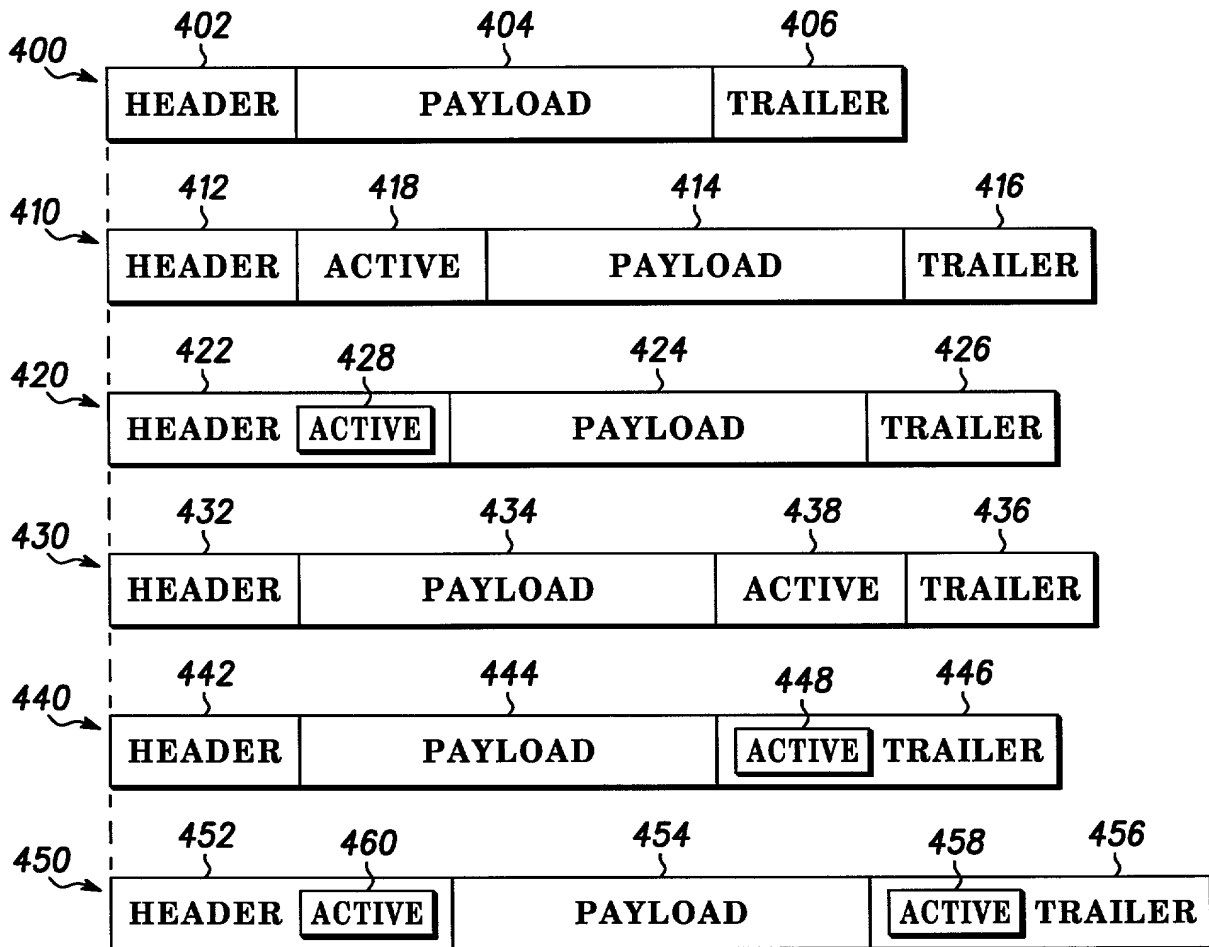 402 404 406
400
HEADER PAYLOAD TRAILER
412 418 414 416
410
HEADER ACTIVE PAYLOAD TRAILER
422 428 424 426
420
HEADER ACTIVE PAYLOAD TRAILER
432 434 438 436
430
HEADER PAYLOAD ACTIVE TRAILER
442 444 448 446
440
HEADER PAYLOAD ACTIVE TRAILER
452 460 454 458 456
450
HEADER ACTIVE PAYLOAD ACTIVE TRAILER